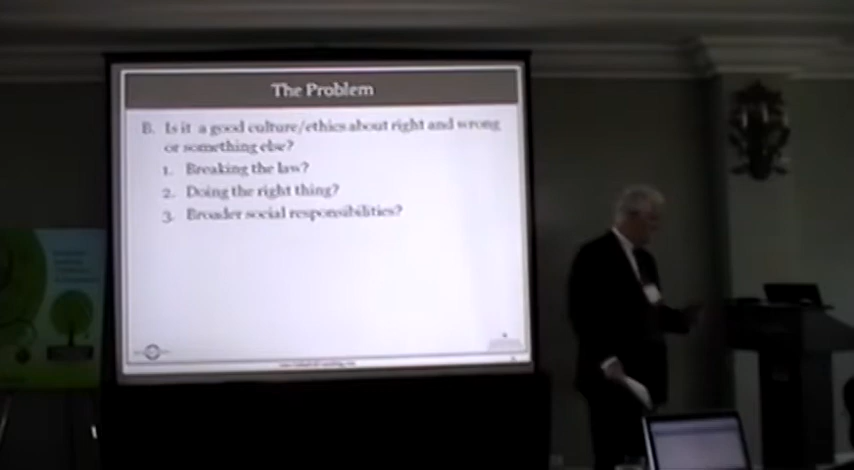 The Problem
B. Is it a good culture/ethics about right and wrong
or something else?
1. Breaking the law?
2. Doing the right thing?
3. Broader social responsibilities?